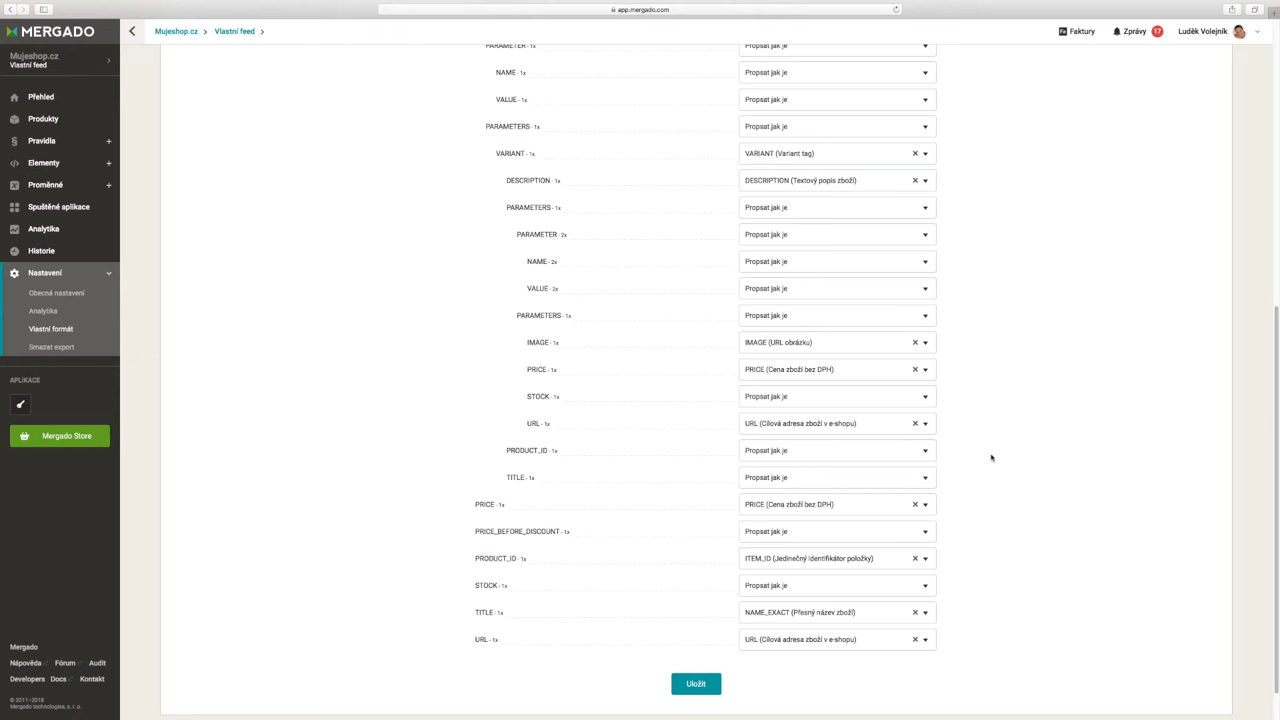 app.mergado.com
MERGADO
Mujeshop.cz
Vlastní feed
Faktury
Zprávy 17
Luděk Volejník
Mujeshop.cz
Vlastní feed
Přehled
Produkty
Pravidla +
Elementy +
Proměnné +
Spuštěné aplikace
Analytika
Historie
Nastavení
Obecná nastavení
Analytika
Vlastní formát
Smazat export
APLIKACE
Mergado Store
Mergado
Nápověda Fórum Audit
Developers Docs Kontakt
© 2011–2018
Mergado technologies, s. r. o.
PARAMETER - 1x Propsat jak je
NAME - 1x Propsat jak je
VALUE - 1x Propsat jak je
PARAMETERS - 1x Propsat jak je
VARIANT - 1x VARIANT (Variant tag)
DESCRIPTION - 1x DESCRIPTION (Textový popis zboží)
PARAMETERS - 1x Propsat jak je
PARAMETER - 2x Propsat jak je
NAME - 2x Propsat jak je
VALUE - 2x Propsat jak je
PARAMETERS - 1x Propsat jak je
IMAGE - 1x IMAGE (URL obrázku)
PRICE - 1x PRICE (Cena zboží bez DPH)
STOCK - 1x Propsat jak je
URL - 1x URL (Cílová adresa zboží v e-shopu)
PRODUCT_ID - 1x Propsat jak je
TITLE - 1x Propsat jak je
PRICE - 1x PRICE (Cena zboží bez DPH)
PRICE_BEFORE_DISCOUNT - 1x Propsat jak je
PRODUCT_ID - 1x ITEM_ID (Jedinečný identifikátor položky)
STOCK - 1x Propsat jak je
TITLE - 1x NAME_EXACT (Přesný název zboží)
URL - 1x URL (Cílová adresa zboží v e-shopu)
Uložit